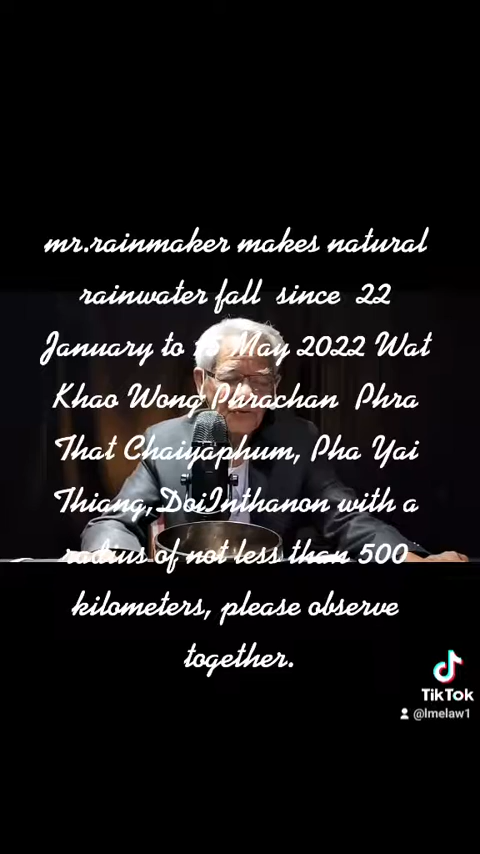 mr.rainmaker makes natural
rainwater fall since 22
January to 15 May 2022 Wat
Khao Wong Phrachan Phra
That Chaiyaphum, Pha Yai
Thiang,DoiInthanon with a
radius of not less than 500
kilometers, please observe
together.
TikTok
@lmelaw1